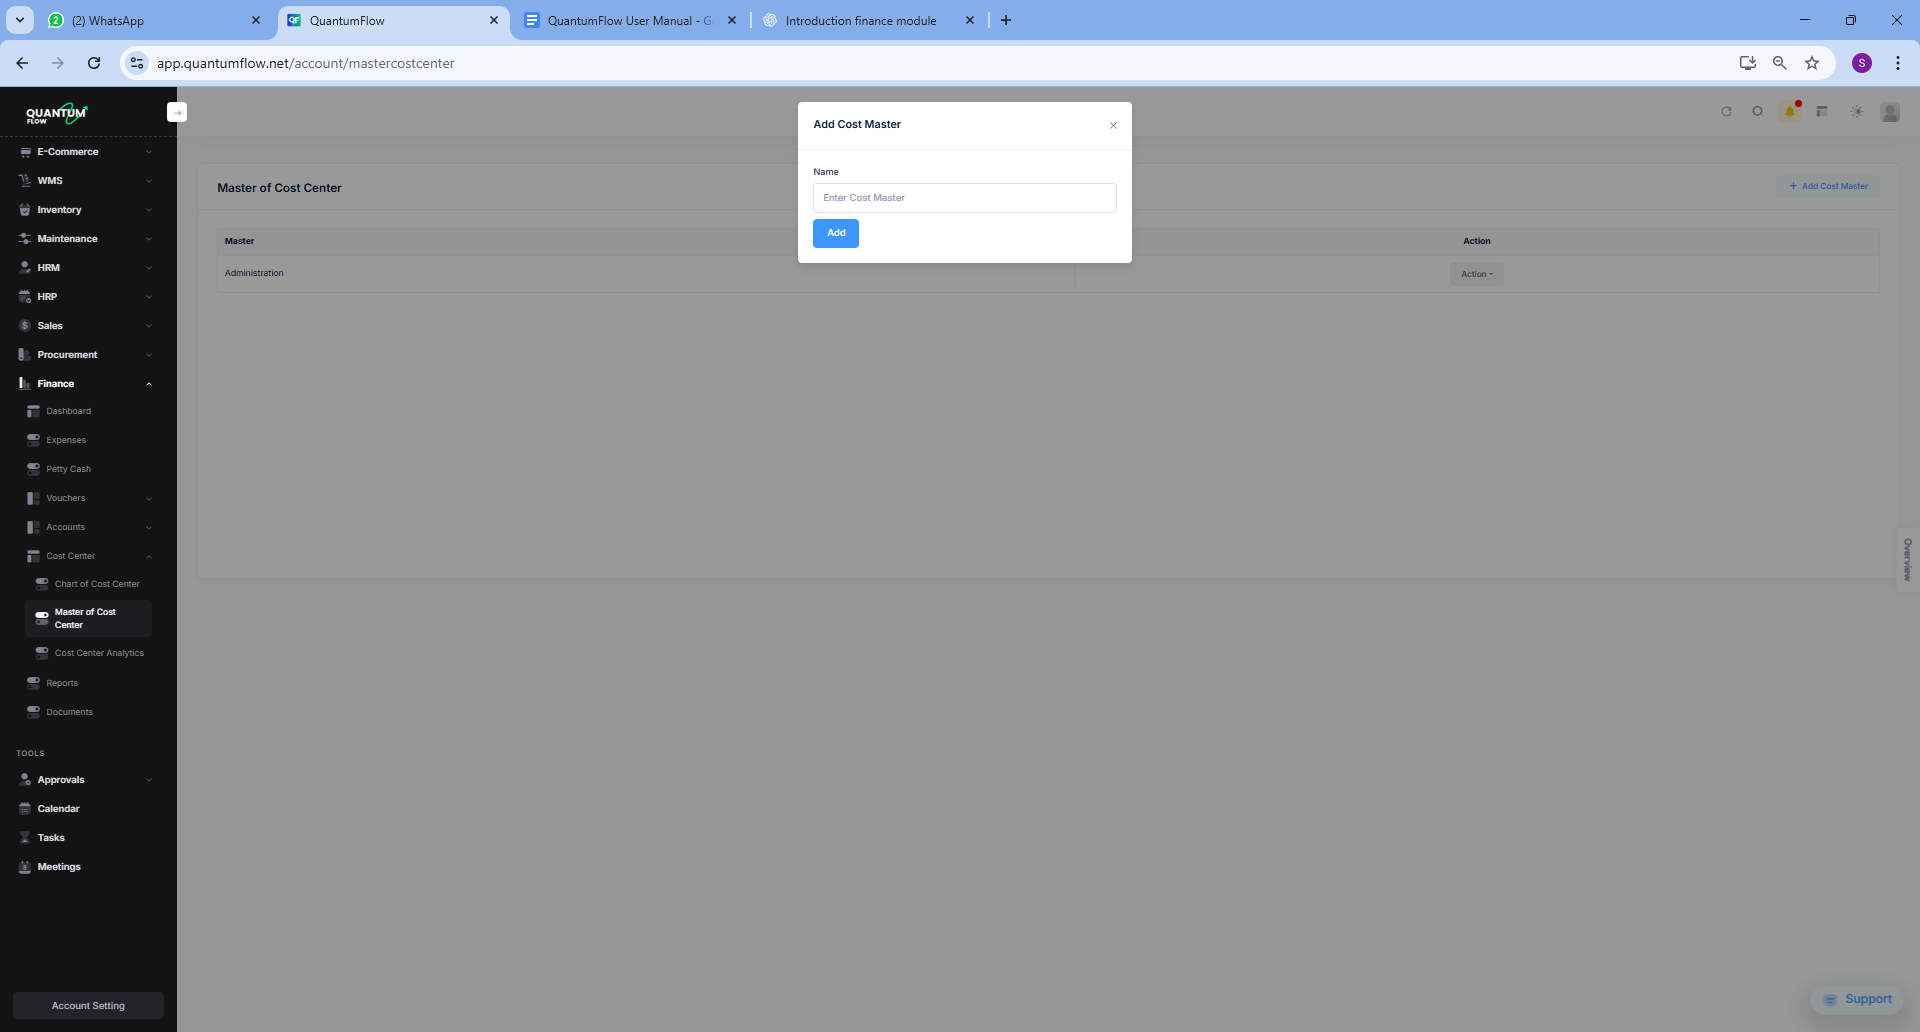 2 (2) WhatsApp
QF QuantumFlow
QuantumFlow User Manual - G
Introduction finance module
app.quantumflow.net/account/mastercostcenter
S
QUANTUM
FLOW
E-Commerce
WMS
Inventory
Maintenance
HRM
HRP
Sales
Procurement
Finance
Dashboard
Expenses
Petty Cash
Vouchers
Accounts
Cost Center
Chart of Cost Center
Master of Cost
Center
Cost Center Analytics
Reports
Documents
TOOLS
Approvals
Calendar
Tasks
Meetings
Account Setting
Master of Cost Center
+ Add Cost Master
Master
Action
Administration
Action
Add Cost Master
Name
Enter Cost Master
Add
Overview
Support